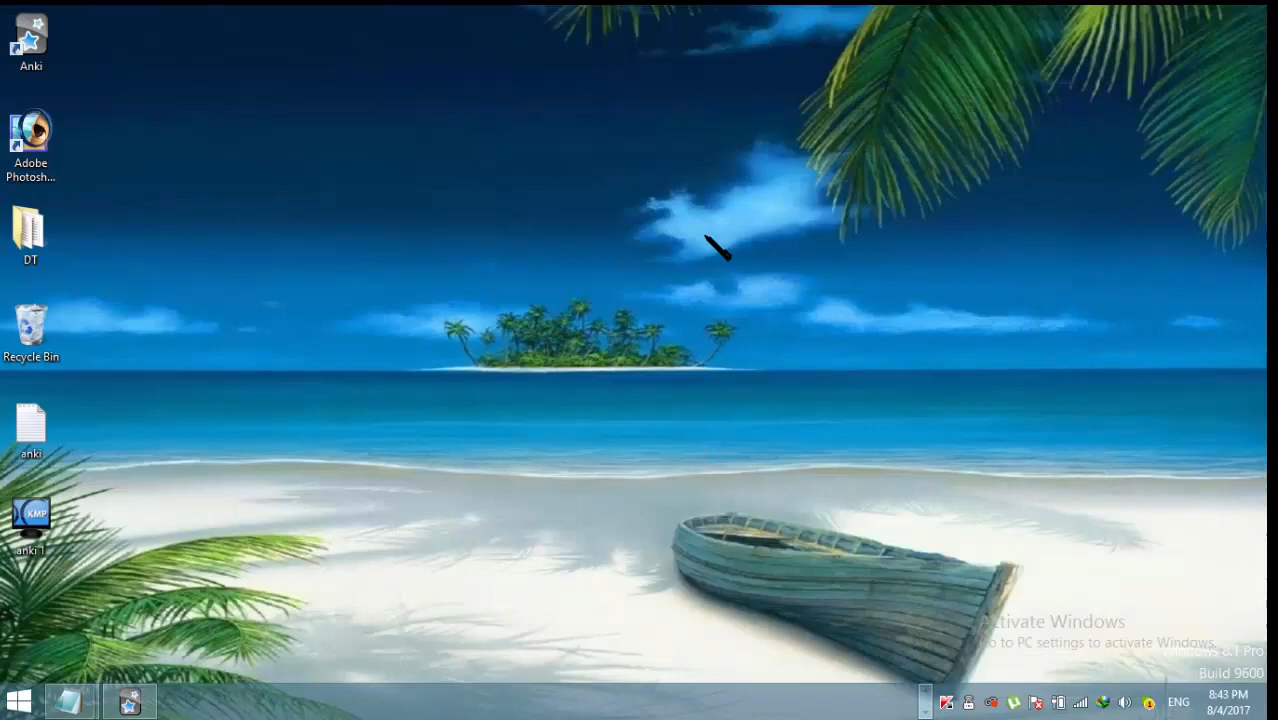 Anki
Adobe
Photosh...
DT
Recycle Bin
anki
KMP
anki 1
Activate Windows
Go to PC settings to activate Windows.
Windows 8.1 Pro
Build 9600
ENG
8:43 PM
8/4/2017